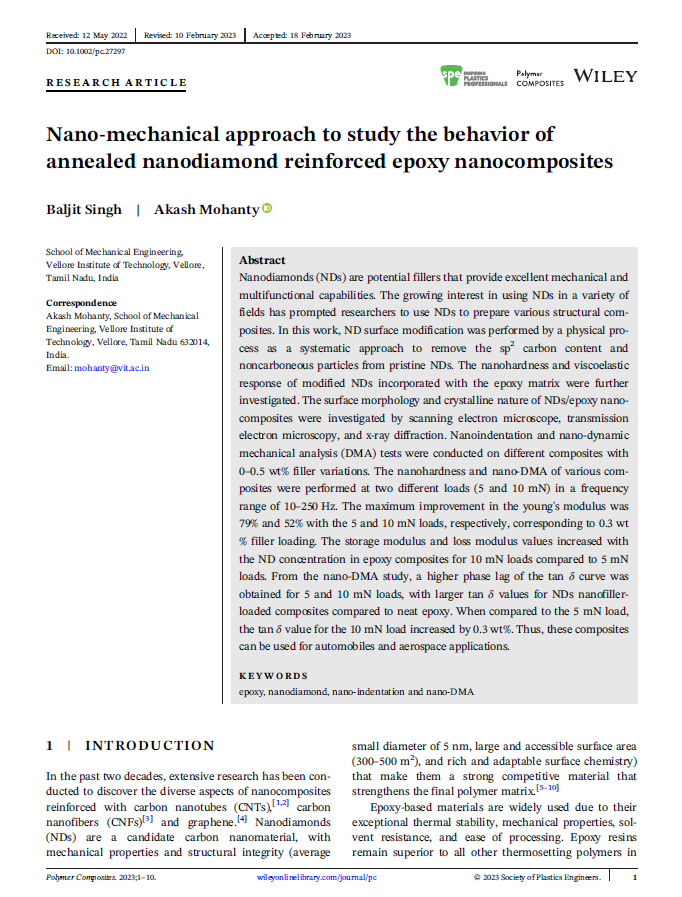 Received: 12 May 2022 | Revised: 10 February 2023 | Accepted: 18 February 2023
DOI: 10.1002/pc.27297
RESEARCH ARTICLE
spe INSPIRING PLASTICS PROFESSIONALS
Polymer COMPOSITES
WILEY
Nano-mechanical approach to study the behavior of
annealed nanodiamond reinforced epoxy nanocomposites
Baljit Singh | Akash Mohanty
School of Mechanical Engineering,
Vellore Institute of Technology, Vellore,
Tamil Nadu, India
Correspondence
Akash Mohanty, School of Mechanical
Engineering, Vellore Institute of
Technology, Vellore, Tamil Nadu 632014,
India.
Email: mohanty@vit.ac.in
Abstract
Nanodiamonds (NDs) are potential fillers that provide excellent mechanical and
multifunctional capabilities. The growing interest in using NDs in a variety of
fields has prompted researchers to use NDs to prepare various structural com-
posites. In this work, ND surface modification was performed by a physical pro-
cess as a systematic approach to remove the sp² carbon content and
noncarboneous particles from pristine NDs. The nanohardness and viscoelastic
response of modified NDs incorporated with the epoxy matrix were further
investigated. The surface morphology and crystalline nature of NDs/epoxy nano-
composites were investigated by scanning electron microscope, transmission
electron microscopy, and x-ray diffraction. Nanoindentation and nano-dynamic
mechanical analysis (DMA) tests were conducted on different composites with
0–0.5 wt% filler variations. The nanohardness and nano-DMA of various com-
posites were performed at two different loads (5 and 10 mN) in a frequency
range of 10–250 Hz. The maximum improvement in the young's modulus was
79% and 52% with the 5 and 10 mN loads, respectively, corresponding to 0.3 wt
% filler loading. The storage modulus and loss modulus values increased with
the ND concentration in epoxy composites for 10 mN loads compared to 5 mN
loads. From the nano-DMA study, a higher phase lag of the tan δ curve was
obtained for 5 and 10 mN loads, with larger tan δ values for NDs nanofiller-
loaded composites compared to neat epoxy. When compared to the 5 mN load,
the tan δ value for the 10 mN load increased by 0.3 wt%. Thus, these composites
can be used for automobiles and aerospace applications.
KEYWORDS
epoxy, nanodiamond, nano-indentation and nano-DMA
1 | INTRODUCTION
In the past two decades, extensive research has been con-
ducted to discover the diverse aspects of nanocomposites
reinforced with carbon nanotubes (CNTs),[1,2] carbon
nanofibers (CNFs)[3] and graphene.[4] Nanodiamonds
(NDs) are a candidate carbon nanomaterial, with
mechanical properties and structural integrity (average
small diameter of 5 nm, large and accessible surface area
(300–500 m²), and rich and adaptable surface chemistry)
that make them a strong competitive material that
strengthens the final polymer matrix.[5–10]
Epoxy-based materials are widely used due to their
exceptional thermal stability, mechanical properties, sol-
vent resistance, and ease of processing. Epoxy resins
remain superior to all other thermosetting polymers in
Polymer Composites. 2023;1–10.
wileyonlinelibrary.com/journal/pc
© 2023 Society of Plastics Engineers. | 1